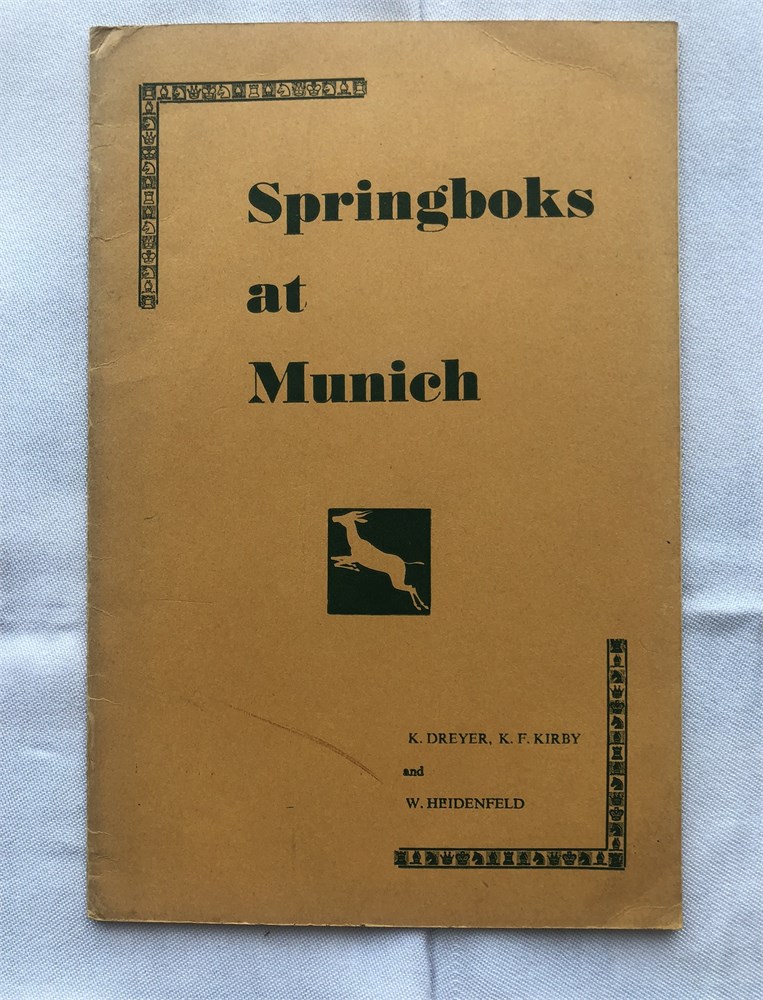 Springboks
at
Munich
K. DREYER, K. F. KIRBY
and
W. HEIDENFELD